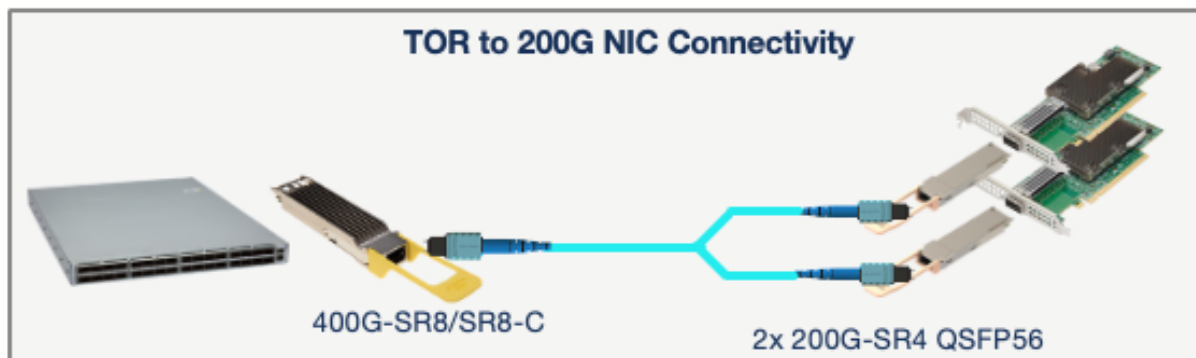 TOR to 200G NIC Connectivity
400G-SR8/SR8-C
2x 200G-SR4 QSFP56